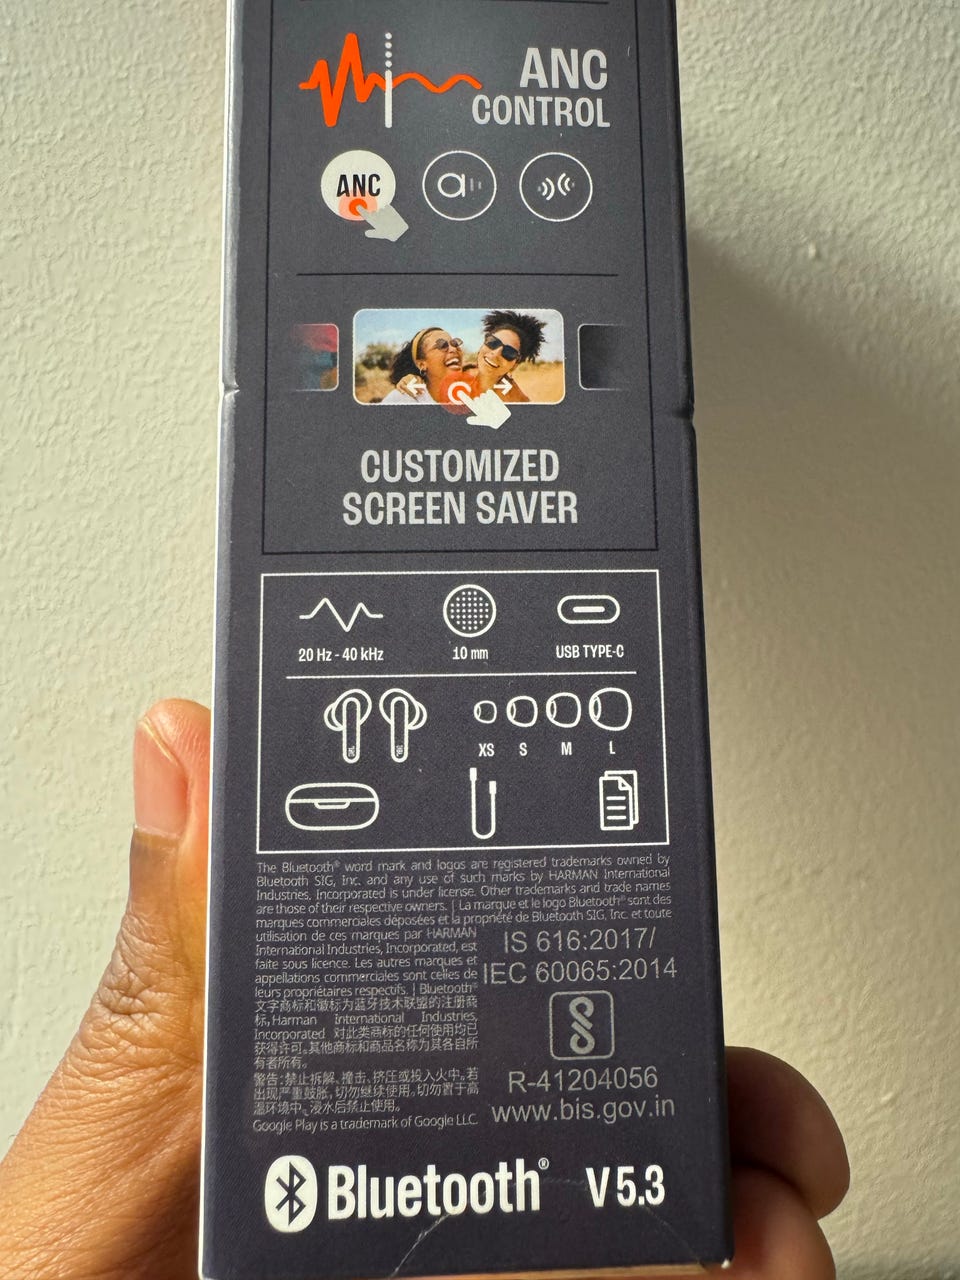 ANC
CONTROL
ANC
CUSTOMIZED
SCREEN SAVER
20 Hz - 40 kHz
10 mm
USB TYPE-C
XS S M L
The Bluetooth® word mark and logos are registered trademarks owned by
Bluetooth SIG, Inc. and any use of such marks by HARMAN International
Industries, Incorporated is under license. Other trademarks and trade names
are those of their respective owners. | La marque et le logo Bluetooth® sont des
marques commerciales déposées et la propriété de Bluetooth SIG, Inc. et toute
utilisation de ces marques par HARMAN
International Industries, Incorporated, est
faite sous licence. Les autres marques et
appellations commerciales sont celles de
leurs propriétaires respectifs. | Bluetooth®
文字商标和徽标为蓝牙技术联盟的注册商
标, Harman International Industries,
Incorporated 对此类商标的任何使用均已
获得许可。其他商标和商品名称为其各自所
有者所有。
警告: 禁止拆解、撞击、挤压或投入火中。若
出现严重鼓胀, 切勿继续使用。切勿置于高
温环境中。浸水后禁止使用。
Google Play is a trademark of Google LLC.
IS 616:2017/
IEC 60065:2014
R-41204056
www.bis.gov.in
Bluetooth® V 5.3